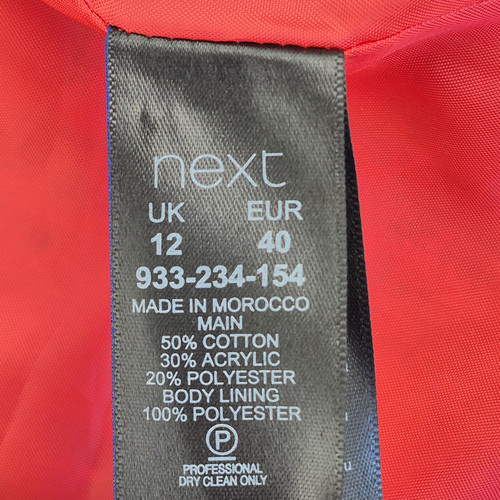 next
UK EUR
12 40
933-234-154
MADE IN MOROCCO
MAIN
50% COTTON
30% ACRYLIC
20% POLYESTER
BODY LINING
100% POLYESTER
P
PROFESSIONAL
DRY CLEAN ONLY